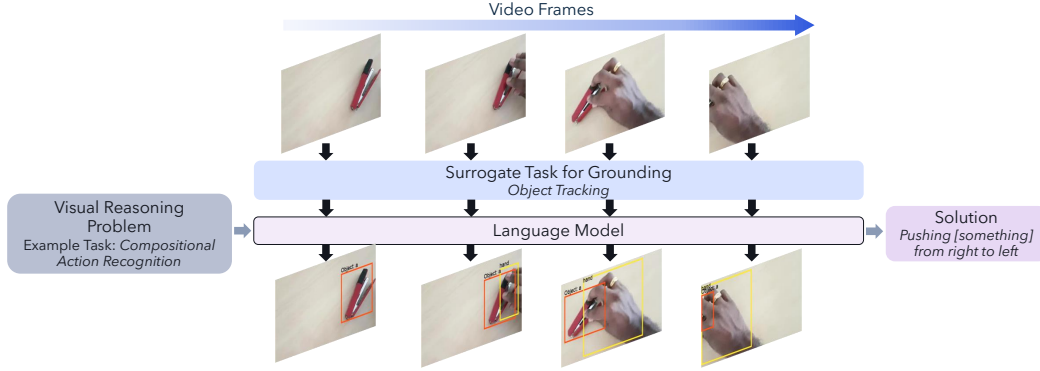 Video Frames
Surrogate Task for Grounding
Object Tracking
Visual Reasoning
Problem
Example Task: Compositional
Action Recognition
Language Model
Solution
Pushing [something]
from right to left
Object a
hand
Object a
hand
Object a